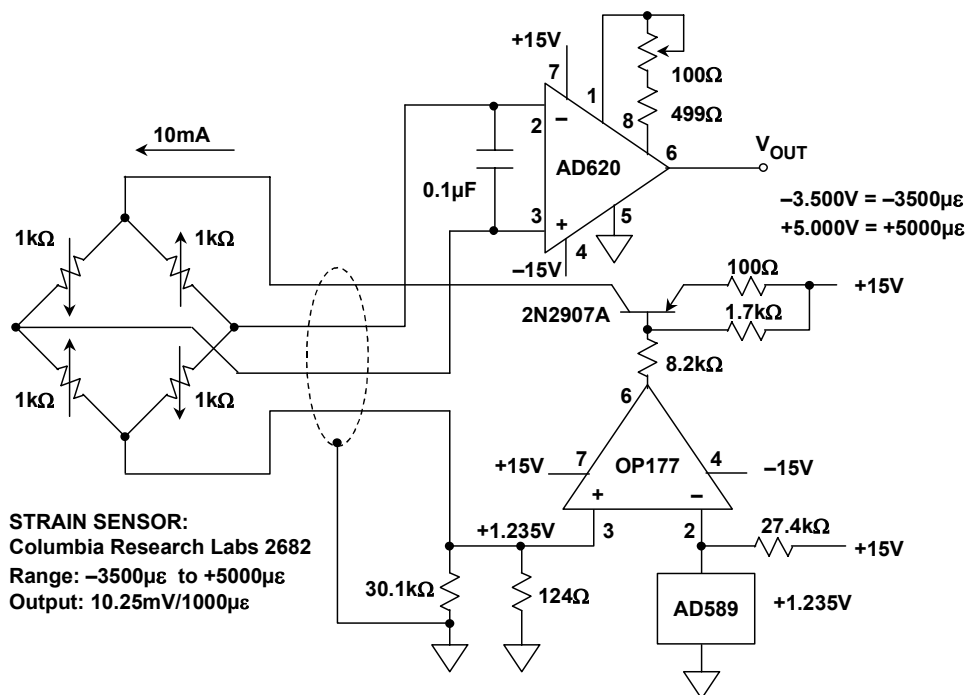 +15V
7
1
100Ω
499Ω
8
10mA
2
−
AD620
6
V_OUT
0.1µF
3
+
5
4
−15V
−3.500V = −3500µε
+5.000V = +5000µε
1kΩ
1kΩ
1kΩ
1kΩ
100Ω
+15V
2N2907A
1.7kΩ
8.2kΩ
6
+15V
7
OP177
4
−15V
+
−
STRAIN SENSOR:
Columbia Research Labs 2682
Range: −3500µε to +5000µε
Output: 10.25mV/1000µε
+1.235V
3
2
27.4kΩ
+15V
30.1kΩ
124Ω
AD589
+1.235V